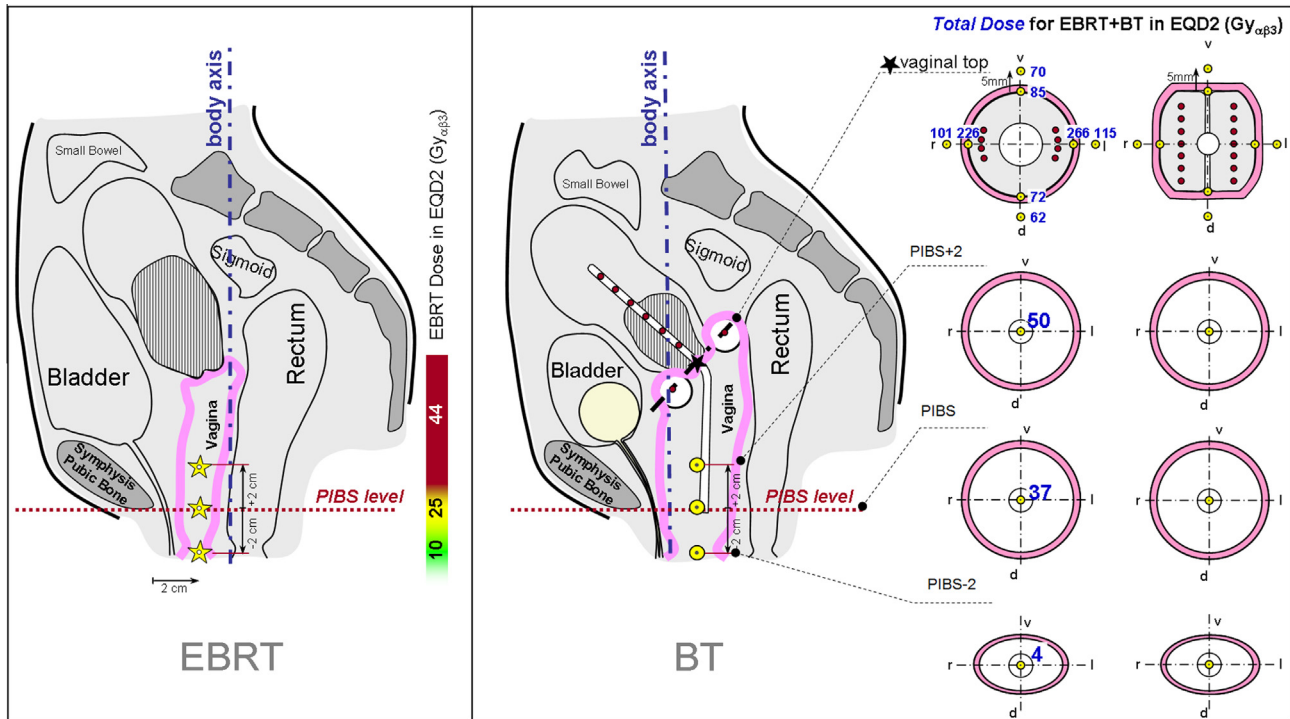 EBRT Dose in EQD2 (Gyαβ3)
44
25
10
body axis
Small Bowel
Sigmoid
Bladder
Rectum
Vagina
Symphysis
Pubic Bone
PIBS level
+2 cm
-2 cm
2 cm
EBRT
body axis
Small Bowel
Sigmoid
Bladder
Rectum
Vagina
Symphysis
Pubic Bone
PIBS level
+2 cm
-2 cm
BT
Total Dose for EBRT+BT in EQD2 (Gyαβ3)
vaginal top
v
70
5mm
85
101 226 266 115
r l
72
62
d
v
5mm
r l
d
PIBS+2
v
50
r l
d
v
r l
d
PIBS
v
37
r l
d
v
r l
d
PIBS-2
v
4
r l
d
v
r l
d